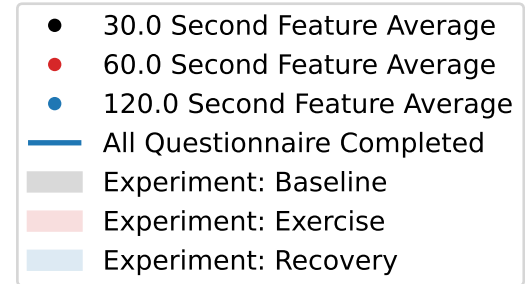 30.0 Second Feature Average
60.0 Second Feature Average
120.0 Second Feature Average
All Questionnaire Completed
Experiment: Baseline
Experiment: Exercise
Experiment: Recovery